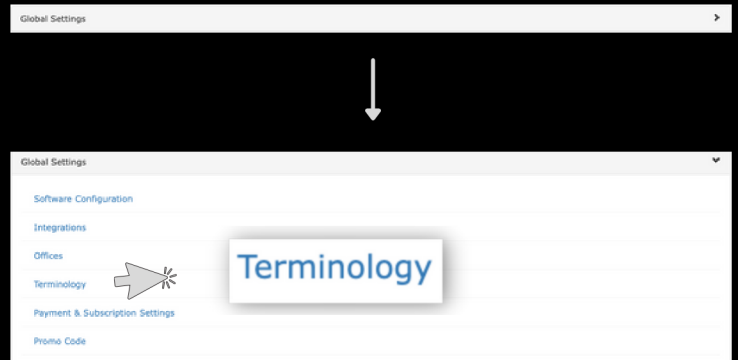 Global Settings
Global Settings
Software Configuration
Integrations
Offices
Terminology
Terminology
Payment & Subscription Settings
Promo Code